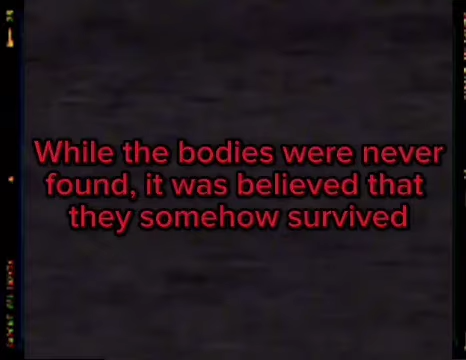 While the bodies were never
found, it was believed that
they somehow survived